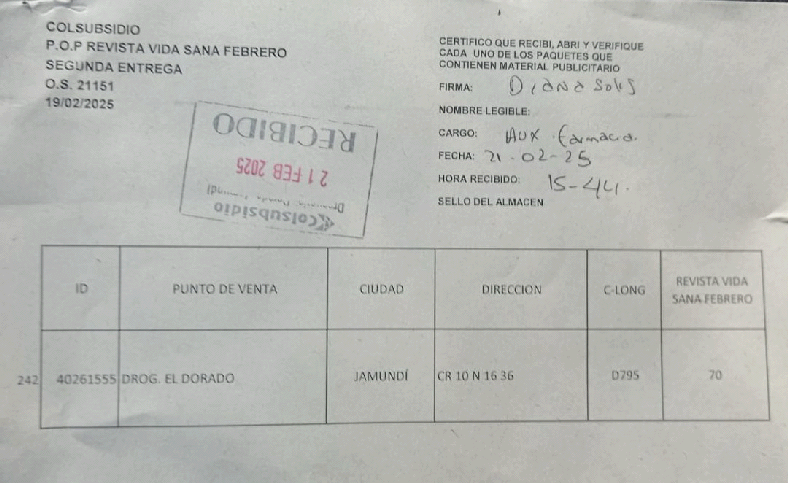 COLSUBSIDIO
P.O.P REVISTA VIDA SANA FEBRERO
SEGUNDA ENTREGA
O.S. 21151
19/02/2025
CERTIFICO QUE RECIBI, ABRI Y VERIFIQUE
CADA UNO DE LOS PAQUETES QUE
CONTIENEN MATERIAL PUBLICITARIO
FIRMA: Diana Solis
NOMBRE LEGIBLE:
CARGO: AUX. farmacia.
FECHA: 21-02-25
HORA RECIBIDO: 15-44.
SELLO DEL ALMACEN
Colsubsidio
21 FEB 2025
RECIBIDO
ID PUNTO DE VENTA CIUDAD DIRECCION C-LONG REVISTA VIDA
SANA FEBRERO
242 40261555 DROG. EL DORADO JAMUNDÍ CR 10 N 16 36 D795 70